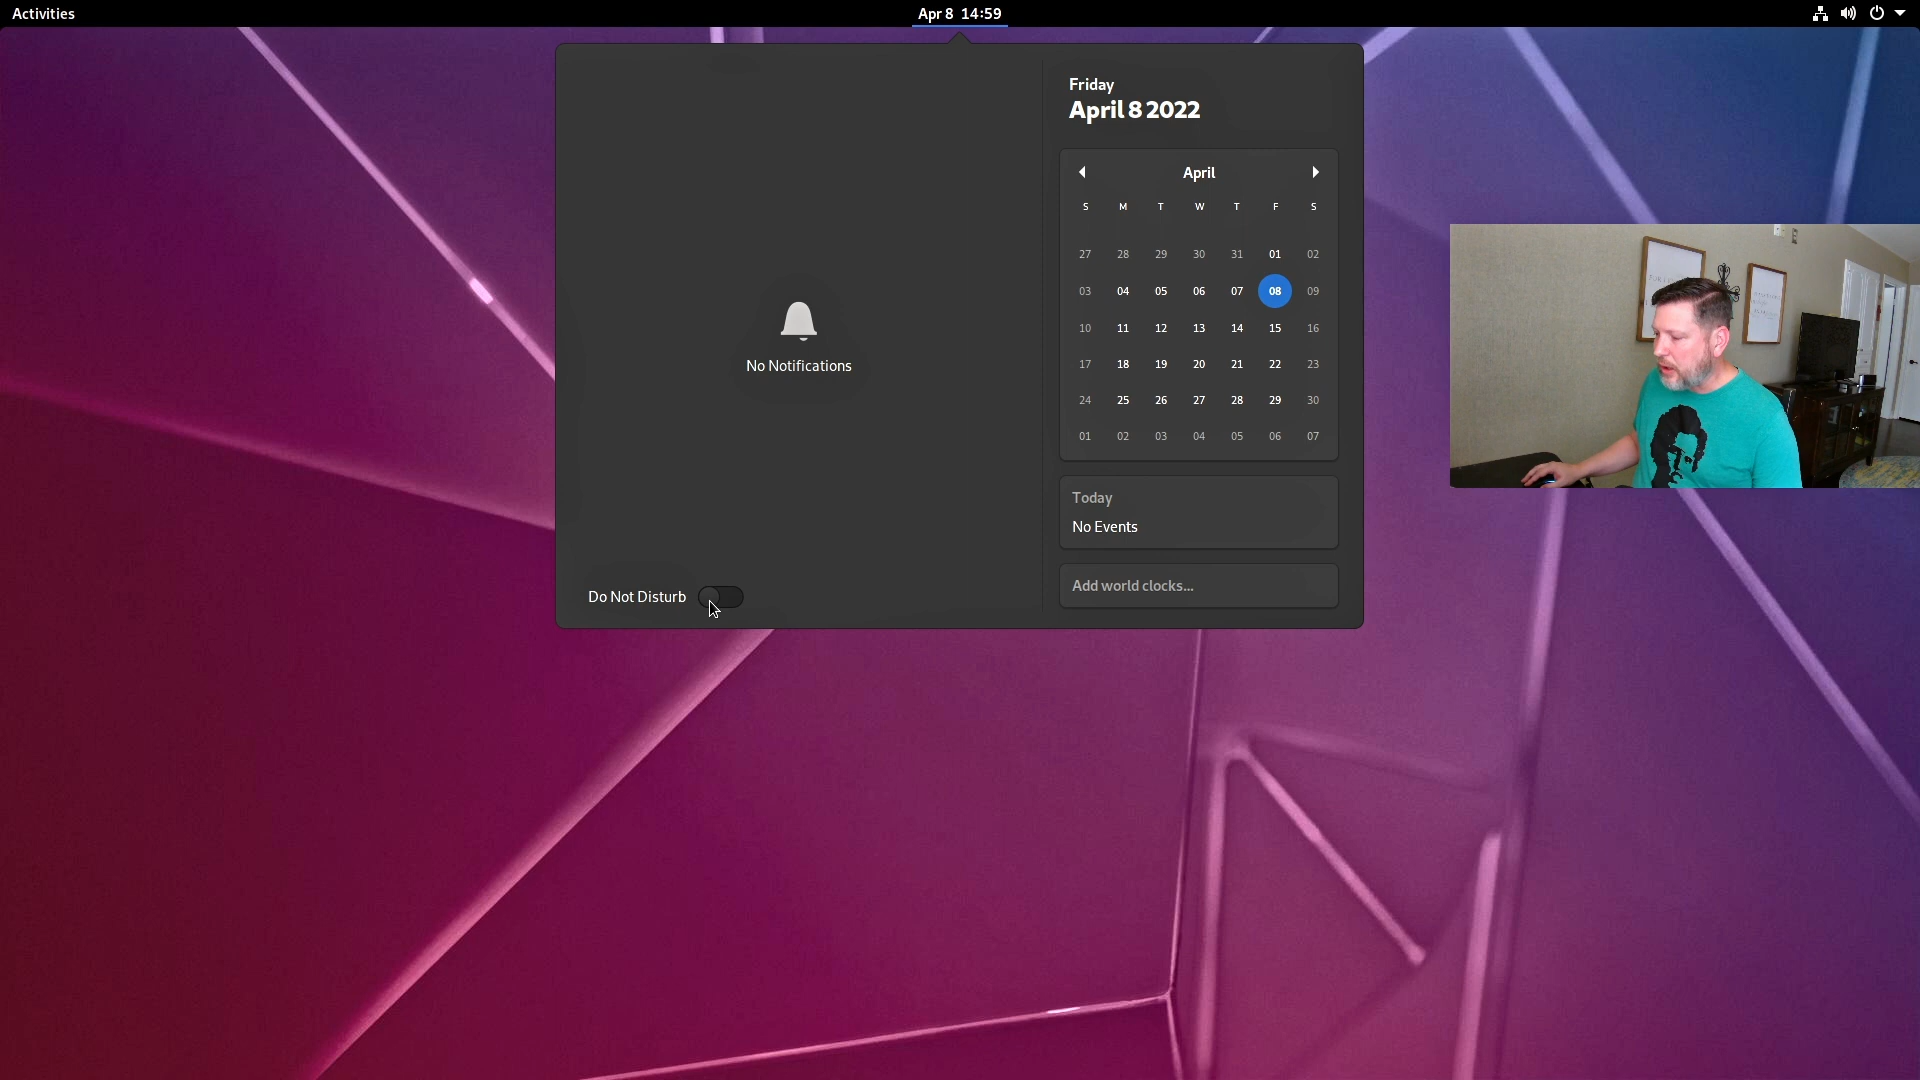 Activities
Apr 8 14:59
Friday
April 8 2022
April
S M T W T F S
27 28 29 30 31 01 02
03 04 05 06 07 08 09
10 11 12 13 14 15 16
17 18 19 20 21 22 23
24 25 26 27 28 29 30
01 02 03 04 05 06 07
No Notifications
Today
No Events
Add world clocks...
Do Not Disturb